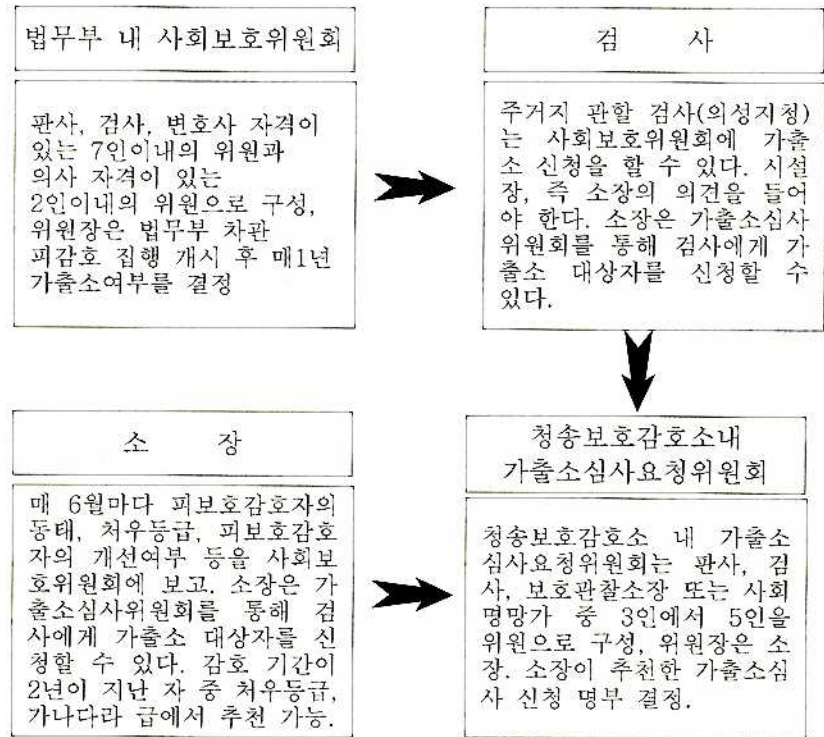 법무부 내 사회보호위원회
판사, 검사, 변호사 자격이
있는 7인이내의 위원과
의사 자격이 있는
2인이내의 위원으로 구성,
위원장은 법무부 차관
피감호 집행 개시 후 매1년
가출소여부를 결정
검 사
주거지 관할 검사(의성지청)
는 사회보호위원회에 가출
소 신청을 할 수 있다. 시설
장, 즉 소장의 의견을 들어
야 한다. 소장은 가출소심사
위원회를 통해 검사에게 가
출소 대상자를 신청할 수
있다.
소 장
매 6월마다 피보호감호자의
동태, 처우등급, 피보호감호
자의 개선여부 등을 사회보
호위원회에 보고. 소장은 가
출소심사위원회를 통해 검
사에게 가출소 대상자를 신
청할 수 있다. 감호 기간이
2년이 지난 자 중 처우등급,
가나다라 급에서 추천 가능.
청송보호감호소내
가출소심사요청위원회
청송보호감호소 내 가출소
심사요청위원회는 판사, 검
사, 보호관찰소장 또는 사회
명망가 중 3인에서 5인을
위원으로 구성, 위원장은 소
장. 소장이 추천한 가출소심
사 신청 명부 결정.